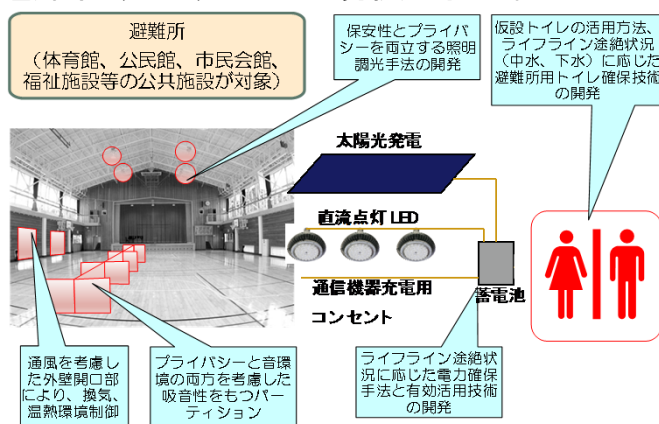 避難所
（体育館、公民館、市民会館、
福祉施設等の公共施設が対象）
保安性とプライバ
シーを両立する照明
調光手法の開発
仮設トイレの活用方法、
ライフライン途絶状況
（中水、下水）に応じた
避難所用トイレ確保技術
の開発
太陽光発電
直流点灯LED
通信機器充電用
コンセント
蓄電池
通風を考慮し
た外壁開口部
により、換気、
温熱環境制御
プライバシーと音環
境の両方を考慮した
吸音性をもつパー
ティション
ライフライン途絶状
況に応じた電力確保
手法と有効活用技術
の開発